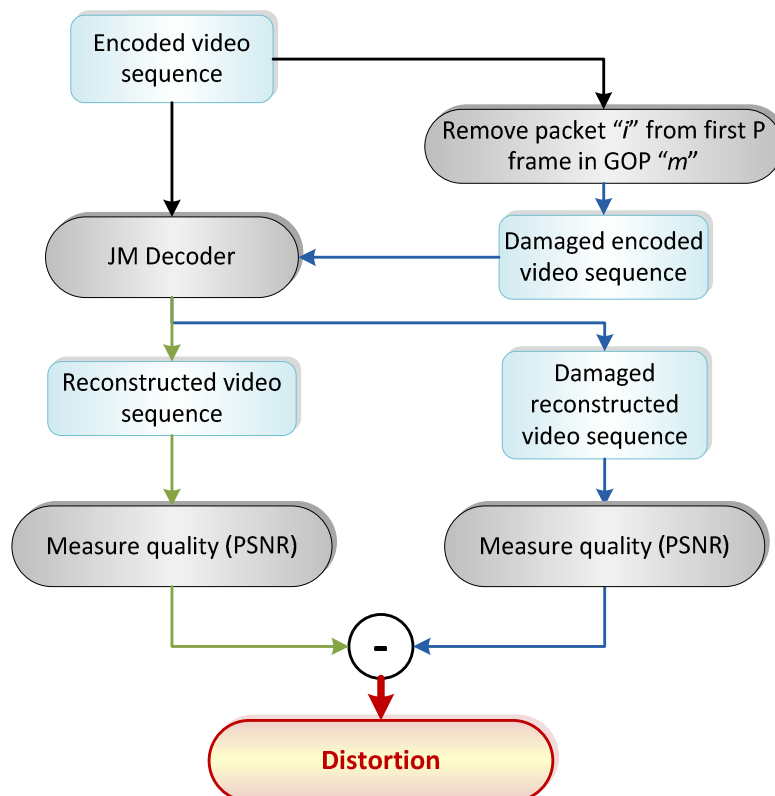 Encoded video
sequence
Remove packet “i” from first P
frame in GOP “m”
JM Decoder
Damaged encoded
video sequence
Reconstructed video
sequence
Damaged
reconstructed
video sequence
Measure quality (PSNR)
Measure quality (PSNR)
-
Distortion